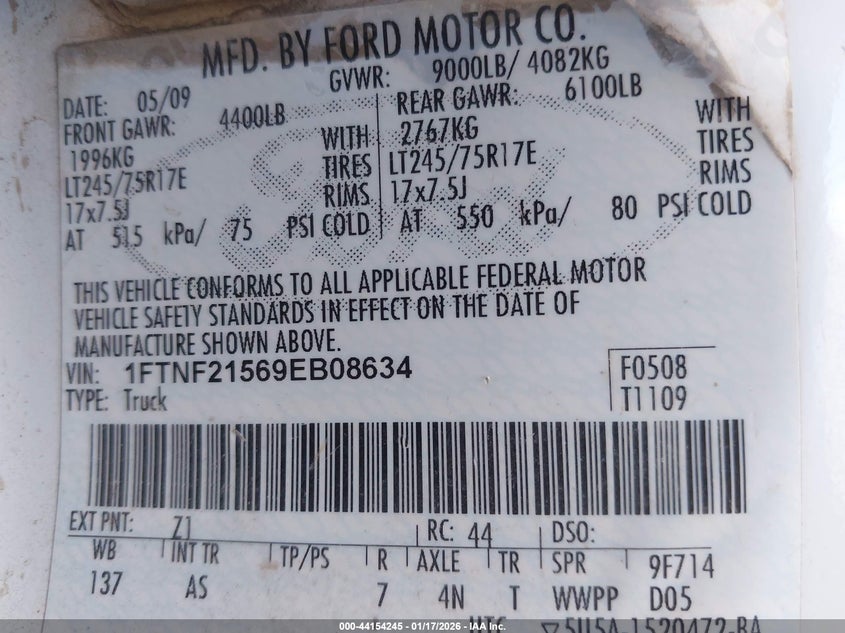 MFD. BY FORD MOTOR CO.
DATE: 05/09 GVWR: 9000LB/ 4082KG
FRONT GAWR: 4400LB REAR GAWR: 6100LB
1996KG WITH 2767KG WITH
LT245/75R17E TIRES LT245/75R17E TIRES
17x7.5J RIMS 17x7.5J RIMS
AT 515 kPa/ 75 PSI COLD AT 550 kPa/ 80 PSI COLD
THIS VEHICLE CONFORMS TO ALL APPLICABLE FEDERAL MOTOR
VEHICLE SAFETY STANDARDS IN EFFECT ON THE DATE OF
MANUFACTURE SHOWN ABOVE.
VIN: 1FTNF21569EB08634 F0508
TYPE: Truck T1109
EXT PNT: Z1 RC: 44 DSO:
WB INT TR TP/PS R AXLE TR SPR 9F714
137 AS 7 4N T WWPP D05
UTC ▽5U5A-1520472-BA
000-44154245 - 01/17/2026 - IAA Inc.